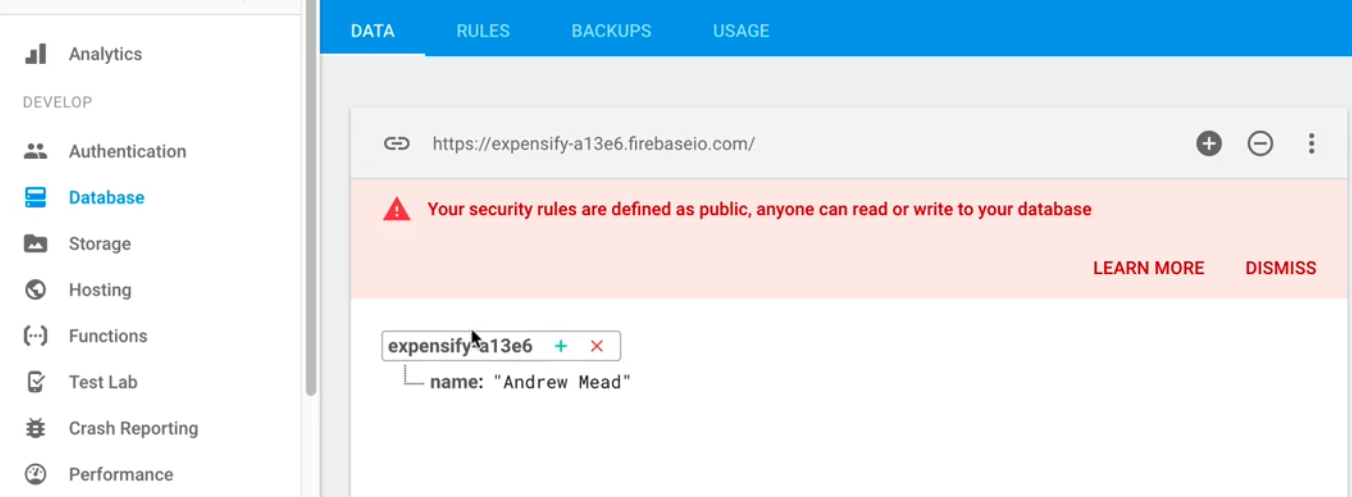 Analytics
DEVELOP
Authentication
Database
Storage
Hosting
Functions
Test Lab
Crash Reporting
Performance
DATA RULES BACKUPS USAGE
https://expensify-a13e6.firebaseio.com/
Your security rules are defined as public, anyone can read or write to your database
LEARN MORE DISMISS
expensify-a13e6
name: "Andrew Mead"